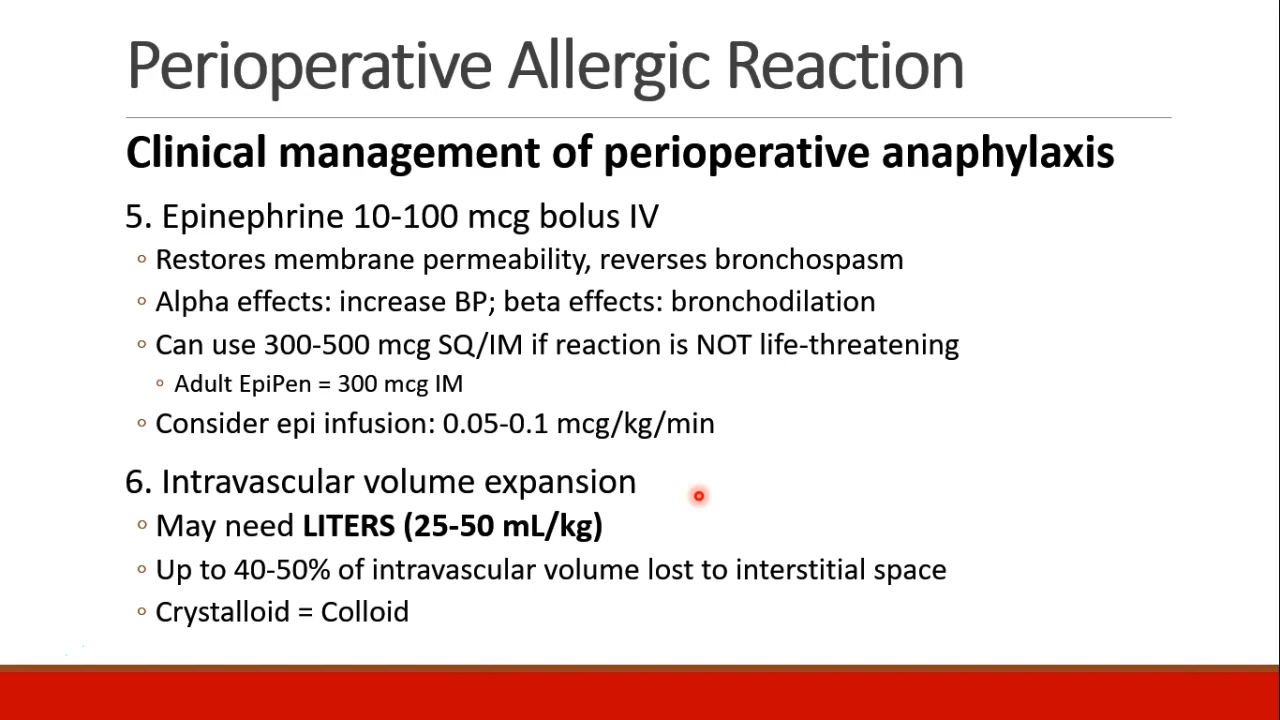 Perioperative Allergic Reaction
Clinical management of perioperative anaphylaxis
5. Epinephrine 10-100 mcg bolus IV
◦ Restores membrane permeability, reverses bronchospasm
◦ Alpha effects: increase BP; beta effects: bronchodilation
◦ Can use 300-500 mcg SQ/IM if reaction is NOT life-threatening
◦ Adult EpiPen = 300 mcg IM
◦ Consider epi infusion: 0.05-0.1 mcg/kg/min
6. Intravascular volume expansion
◦ May need LITERS (25-50 mL/kg)
◦ Up to 40-50% of intravascular volume lost to interstitial space
◦ Crystalloid = Colloid